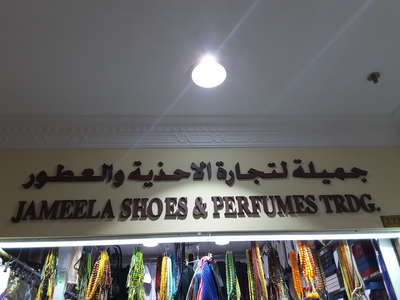 جميلة لتجارة الاحذية والعطور
JAMEELA SHOES & PERFUMES TRDG.